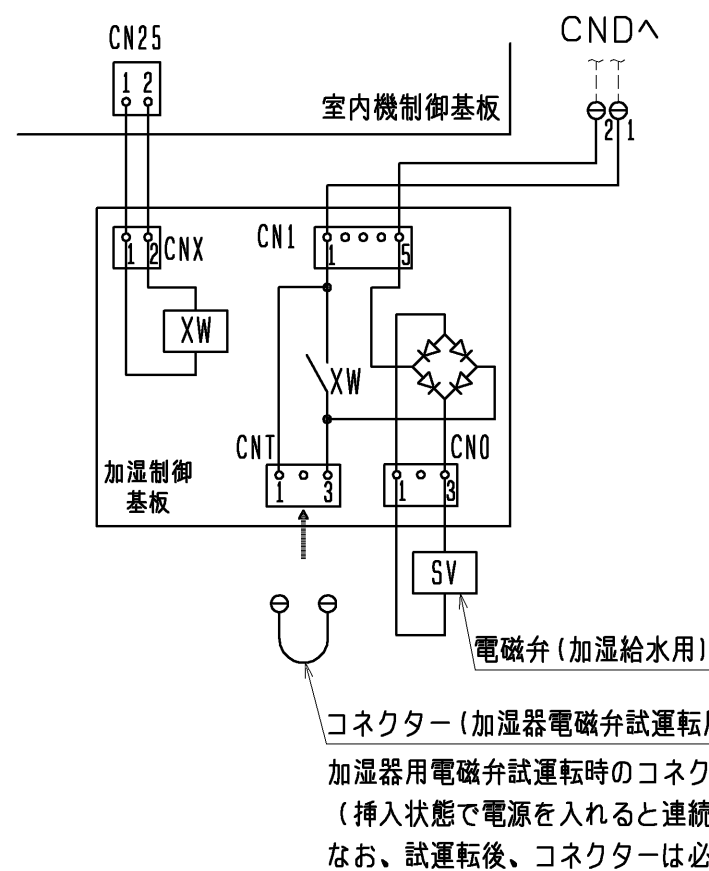 CN25
CNDへ
1 2
室内機制御基板
2 1
CNX
1 2
CN1
1 5
XW
XW
CNT
CNO
加湿制御
基板
1 3
1 3
SV
電磁弁(加湿給水用)
コネクター(加湿器電磁弁試運転
加湿器用電磁弁試運転時のコネク
(挿入状態で電源を入れると連続
なお、試運転後、コネクターは必